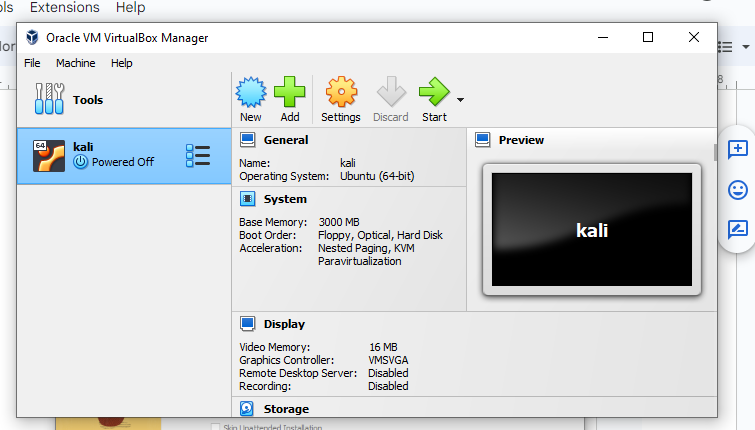 Extensions Help
Oracle VM VirtualBox Manager
File Machine Help
Tools
New Add Settings Discard Start
64
kali
Powered Off
General
Name: kali
Operating System: Ubuntu (64-bit)
System
Base Memory: 3000 MB
Boot Order: Floppy, Optical, Hard Disk
Acceleration: Nested Paging, KVM
Paravirtualization
Preview
kali
Display
Video Memory: 16 MB
Graphics Controller: VMSVGA
Remote Desktop Server: Disabled
Recording: Disabled
Storage
Skip Unattended Installation
8